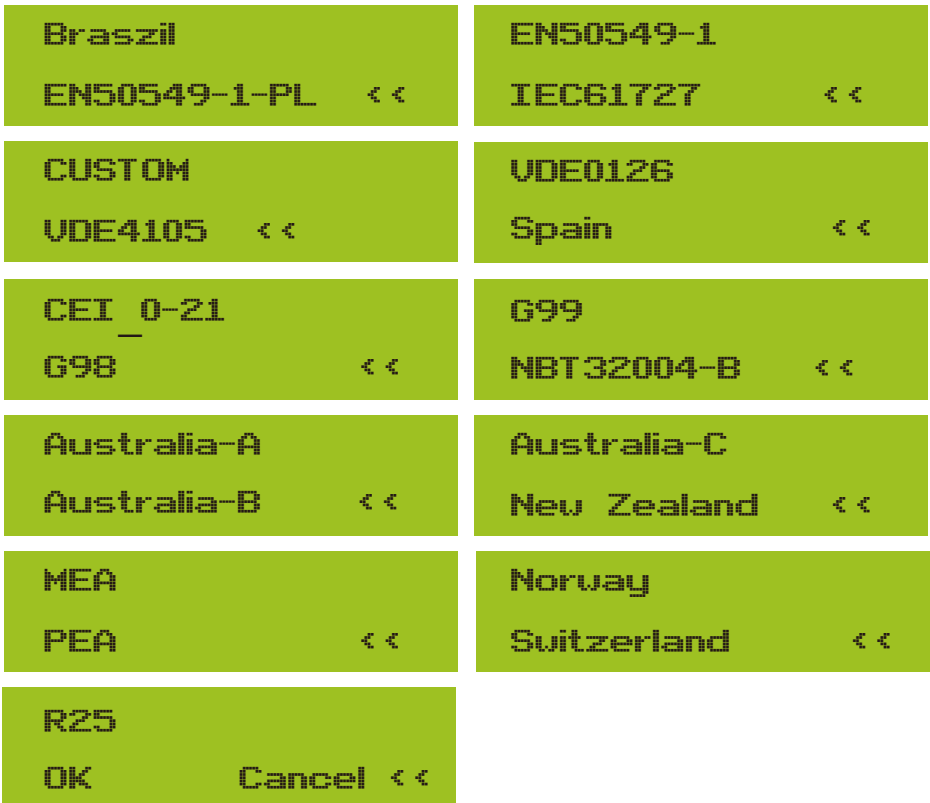 Braszil
EN50549-1-PL <<
EN50549-1
IEC61727 <<
CUSTOM
VDE4105 <<
VDE0126
Spain <<
CEI_0-21
G98 <<
G99
NBT32004-B <<
Australia-A
Australia-B <<
Australia-C
New Zealand <<
MEA
PEA <<
Norway
Switzerland <<
R25
OK Cancel <<